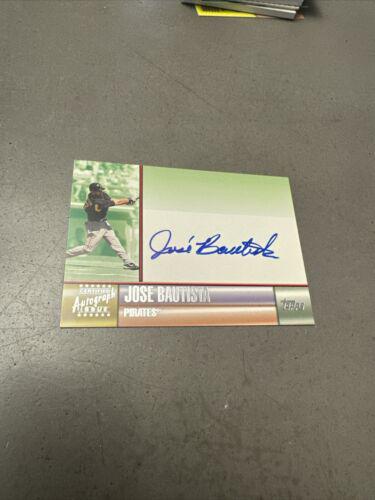 José Bautista
CERTIFIED
Autograph
ISSUE
JOSE BAUTISTA
PIRATES
topps